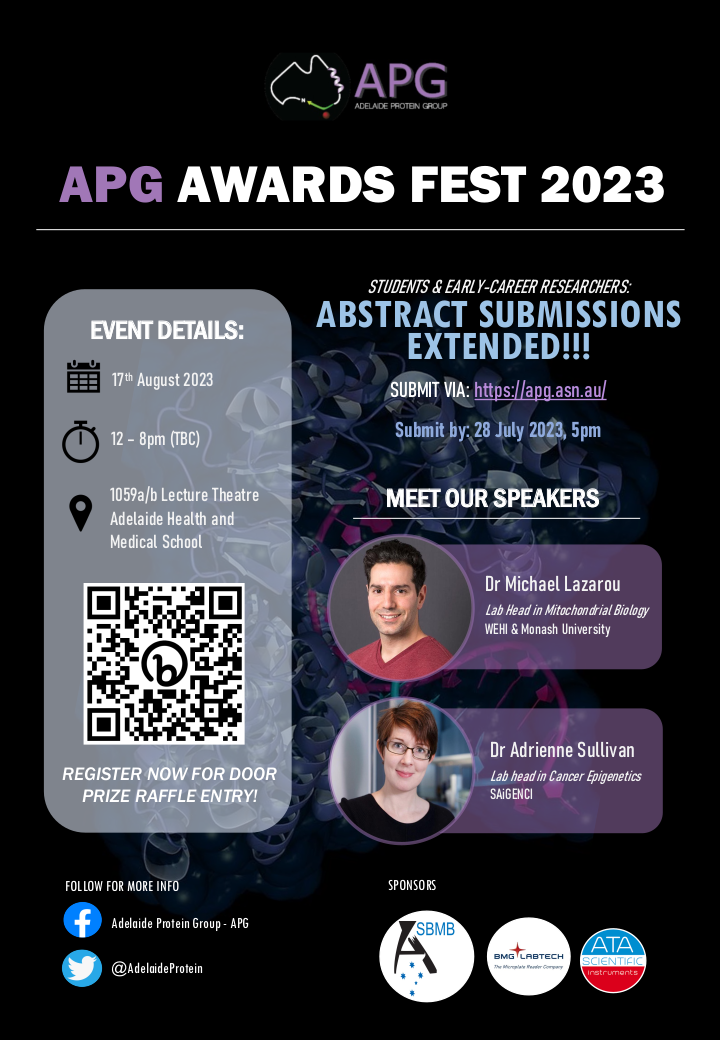 APG
ADELAIDE PROTEIN GROUP
N
APG AWARDS FEST 2023
EVENT DETAILS:
17th August 2023
12 – 8pm (TBC)
1059a/b Lecture Theatre
Adelaide Health and
Medical School
b
REGISTER NOW FOR DOOR
PRIZE RAFFLE ENTRY!
STUDENTS & EARLY-CAREER RESEARCHERS:
ABSTRACT SUBMISSIONS
EXTENDED!!!
SUBMIT VIA: https://apg.asn.au/
Submit by: 28 July 2023, 5pm
MEET OUR SPEAKERS
Dr Michael Lazarou
Lab Head in Mitochondrial Biology
WEHI & Monash University
Dr Adrienne Sullivan
Lab head in Cancer Epigenetics
SAiGENCI
FOLLOW FOR MORE INFO
Adelaide Protein Group - APG
@AdelaideProtein
SPONSORS
ASBMB
BMG LABTECH
The Microplate Reader Company
ATA
SCIENTIFIC
Instruments